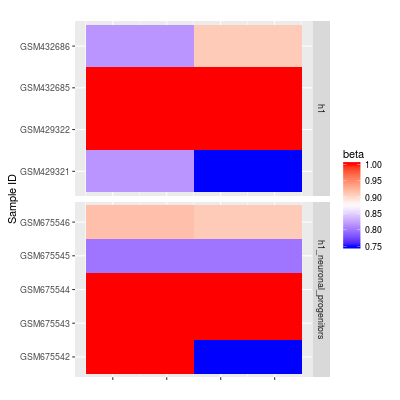 GSM432686
GSM432685
GSM429322
GSM429321
h1
GSM675546
GSM675545
GSM675544
GSM675543
GSM675542
h1_neuronal_progenitors
Sample ID
beta
1.00
0.95
0.90
0.85
0.80
0.75